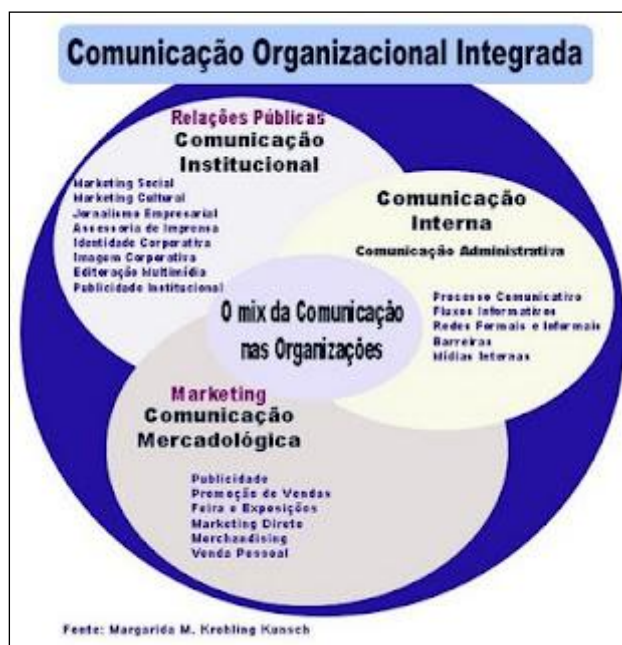 Comunicação Organizacional Integrada
Relações Públicas
Comunicação
Institucional
Marketing Social
Marketing Cultural
Jornalismo Empresarial
Assessoria de Imprensa
Identidade Corporativa
Imagem Corporativa
Editoração Multimídia
Publicidade Institucional
Comunicação
Interna
Comunicação Administrativa
Processo Comunicativo
Fluxos Informativos
Redes Formais e Informais
Barreiras
Mídias Internas
O mix da Comunicação
nas Organizações
Marketing
Comunicação
Mercadológica
Publicidade
Promoção de Vendas
Feira e Exposições
Marketing Direto
Merchandising
Venda Pessoal
Fonte: Margarida M. Krohling Kunsch